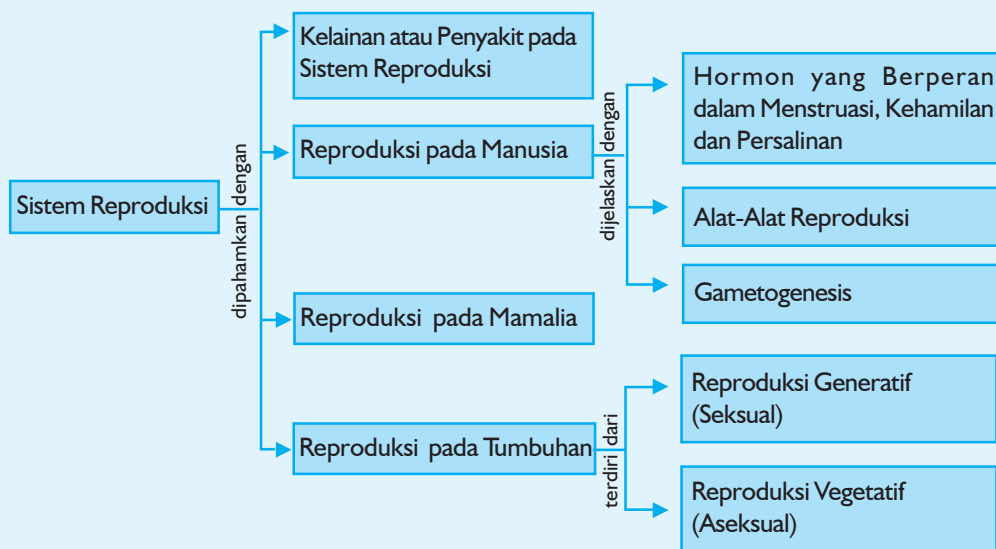 Sistem Reproduksi
dipahamkan dengan
Kelainan atau Penyakit pada
Sistem Reproduksi
Reproduksi pada Manusia
dijelaskan dengan
Hormon yang Berperan
dalam Menstruasi, Kehamilan
dan Persalinan
Alat-Alat Reproduksi
Gametogenesis
Reproduksi pada Mamalia
Reproduksi pada Tumbuhan
terdiri dari
Reproduksi Generatif
(Seksual)
Reproduksi Vegetatif
(Aseksual)